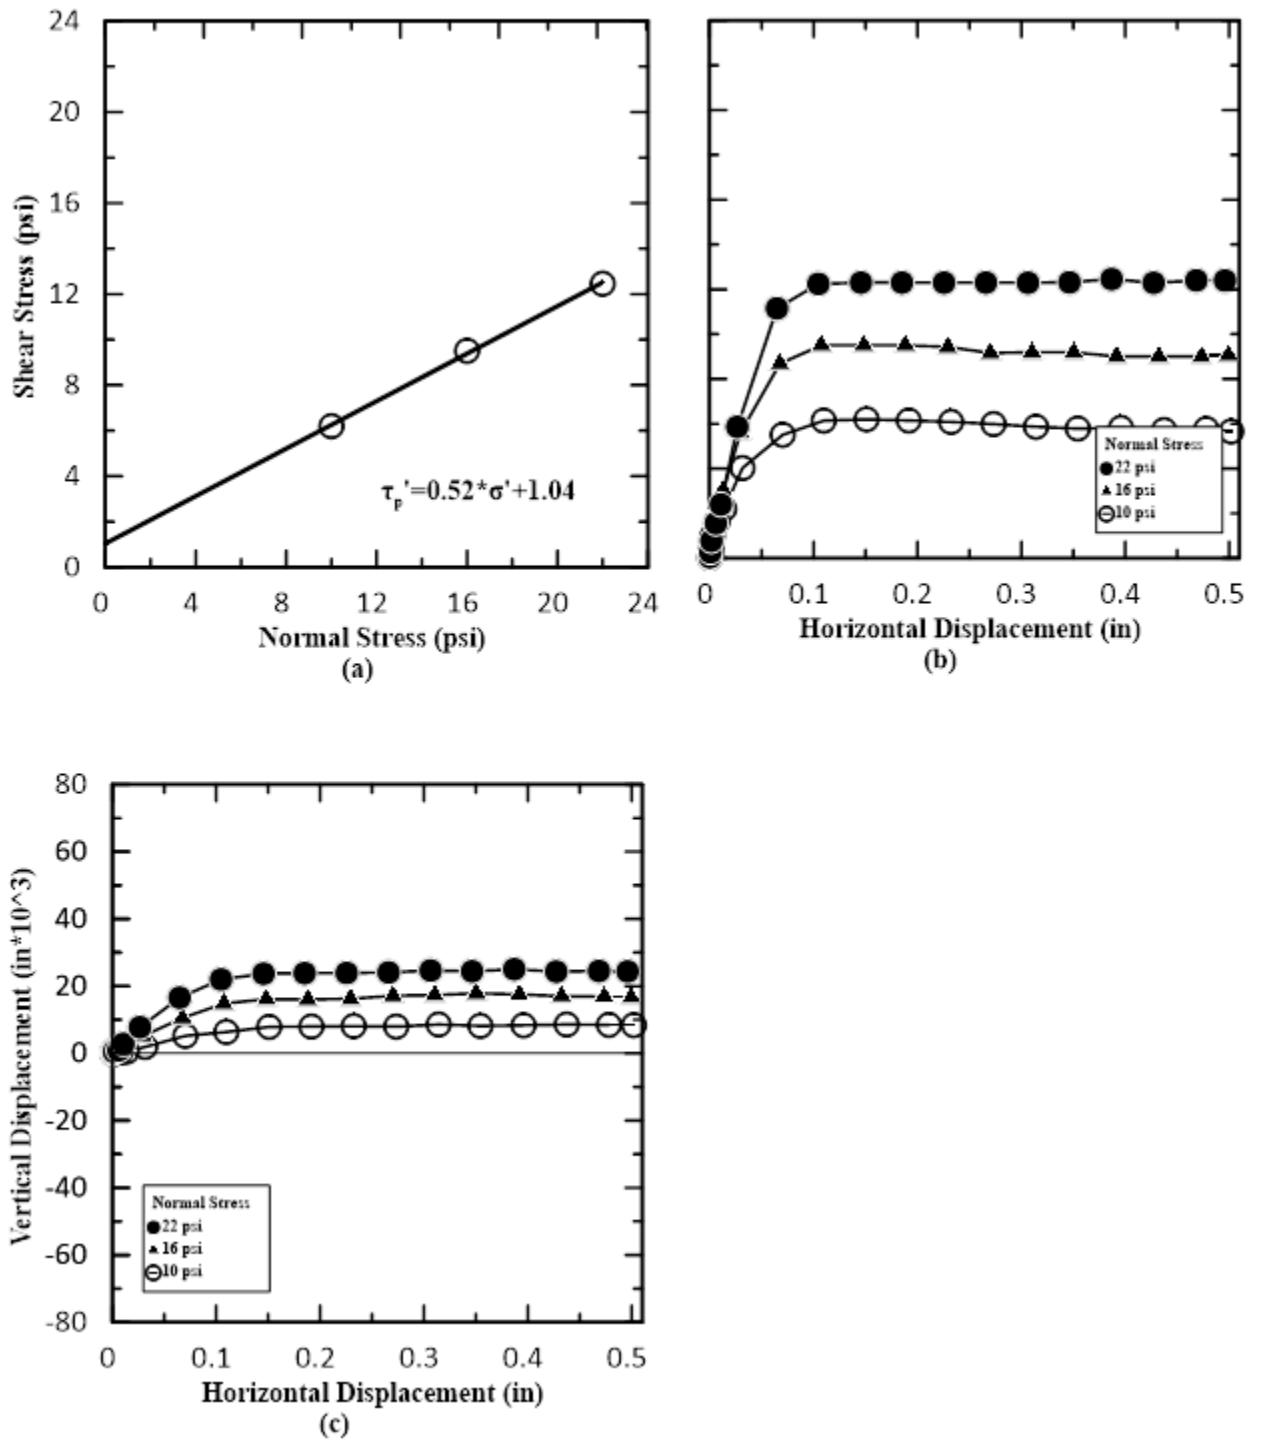 24
20
16
12
8
4
0
Shear Stress (psi)
τp'=0.52*σ'+1.04
0 4 8 12 16 20 24
Normal Stress (psi)
(a)
Normal Stress
22 psi
16 psi
10 psi
0 0.1 0.2 0.3 0.4 0.5
Horizontal Displacement (in)
(b)
80
60
40
20
0
-20
-40
-60
-80
Vertical Displacement (in*10^3)
Normal Stress
22 psi
16 psi
10 psi
0 0.1 0.2 0.3 0.4 0.5
Horizontal Displacement (in)
(c)